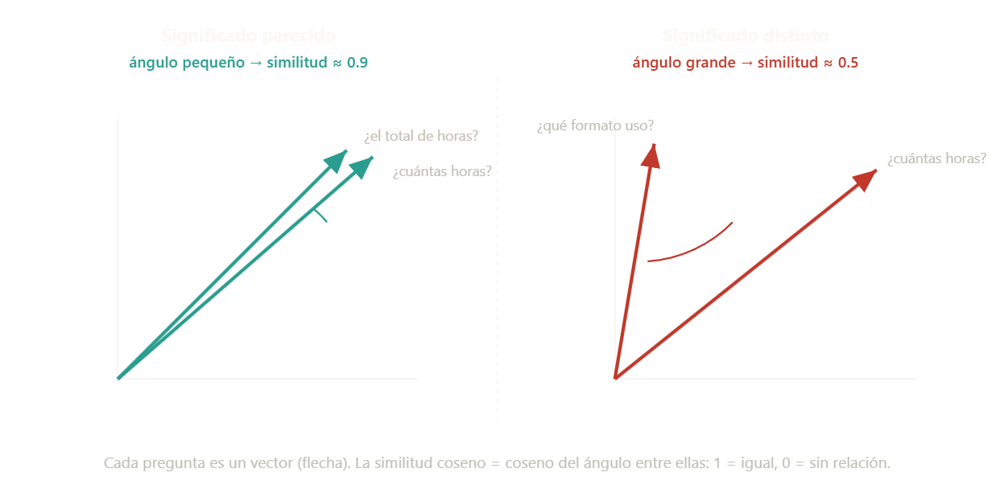 Significado parecido
ángulo pequeño → similitud ≈ 0.9
¿el total de horas?
¿cuántas horas?
Significado distinto
ángulo grande → similitud ≈ 0.5
¿qué formato uso?
¿cuántas horas?
Cada pregunta es un vector (flecha). La similitud coseno = coseno del ángulo entre ellas: 1 = igual, 0 = sin relación.